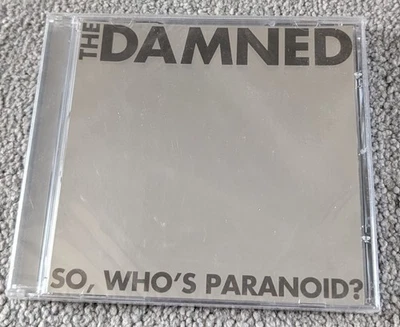 THE DAMNED
SO, WHO'S PARANOID?